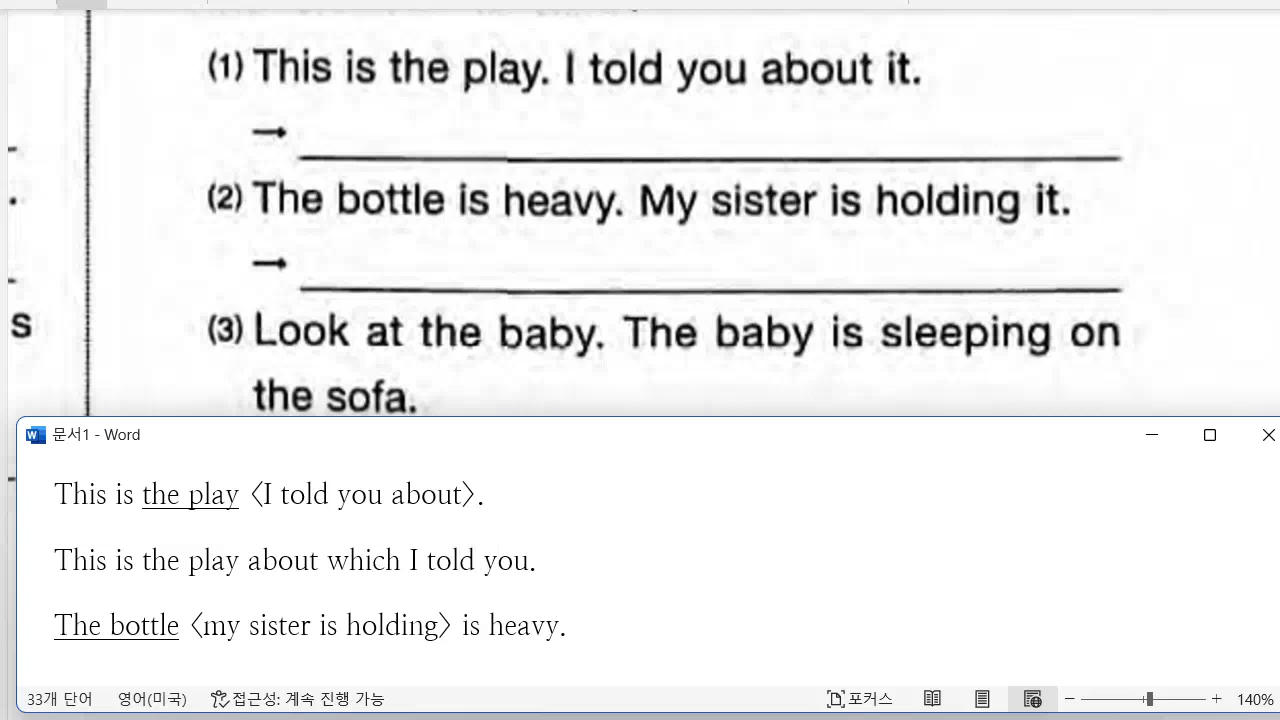 (1) This is the play. I told you about it.
→
(2) The bottle is heavy. My sister is holding it.
→
(3) Look at the baby. The baby is sleeping on
the sofa.
s
문서1 - Word
This is the play 〈I told you about〉.
This is the play about which I told you.
The bottle 〈my sister is holding〉 is heavy.
33개 단어 영어(미국) 접근성: 계속 진행 가능 포커스 140%